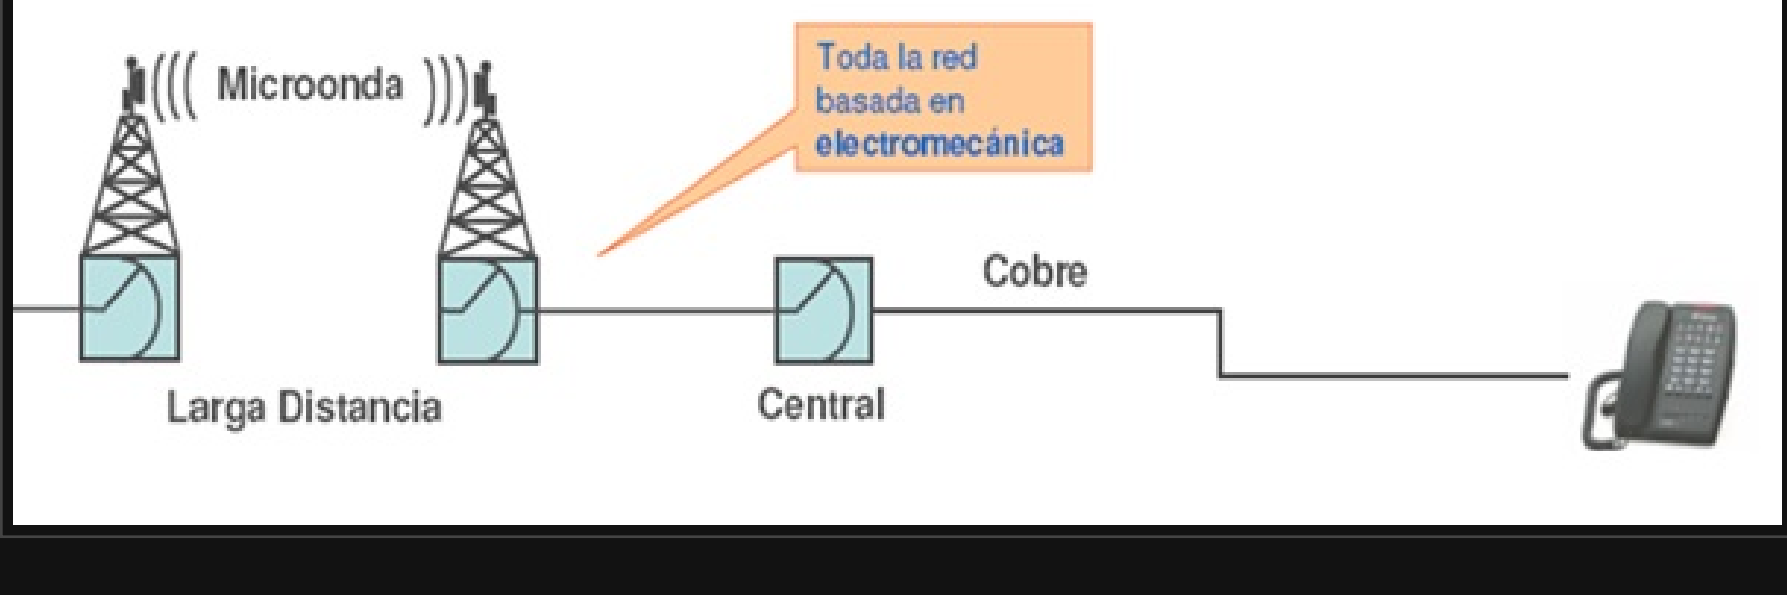 Microonda
Toda la red
basada en
electromecánica
Cobre
Larga Distancia
Central